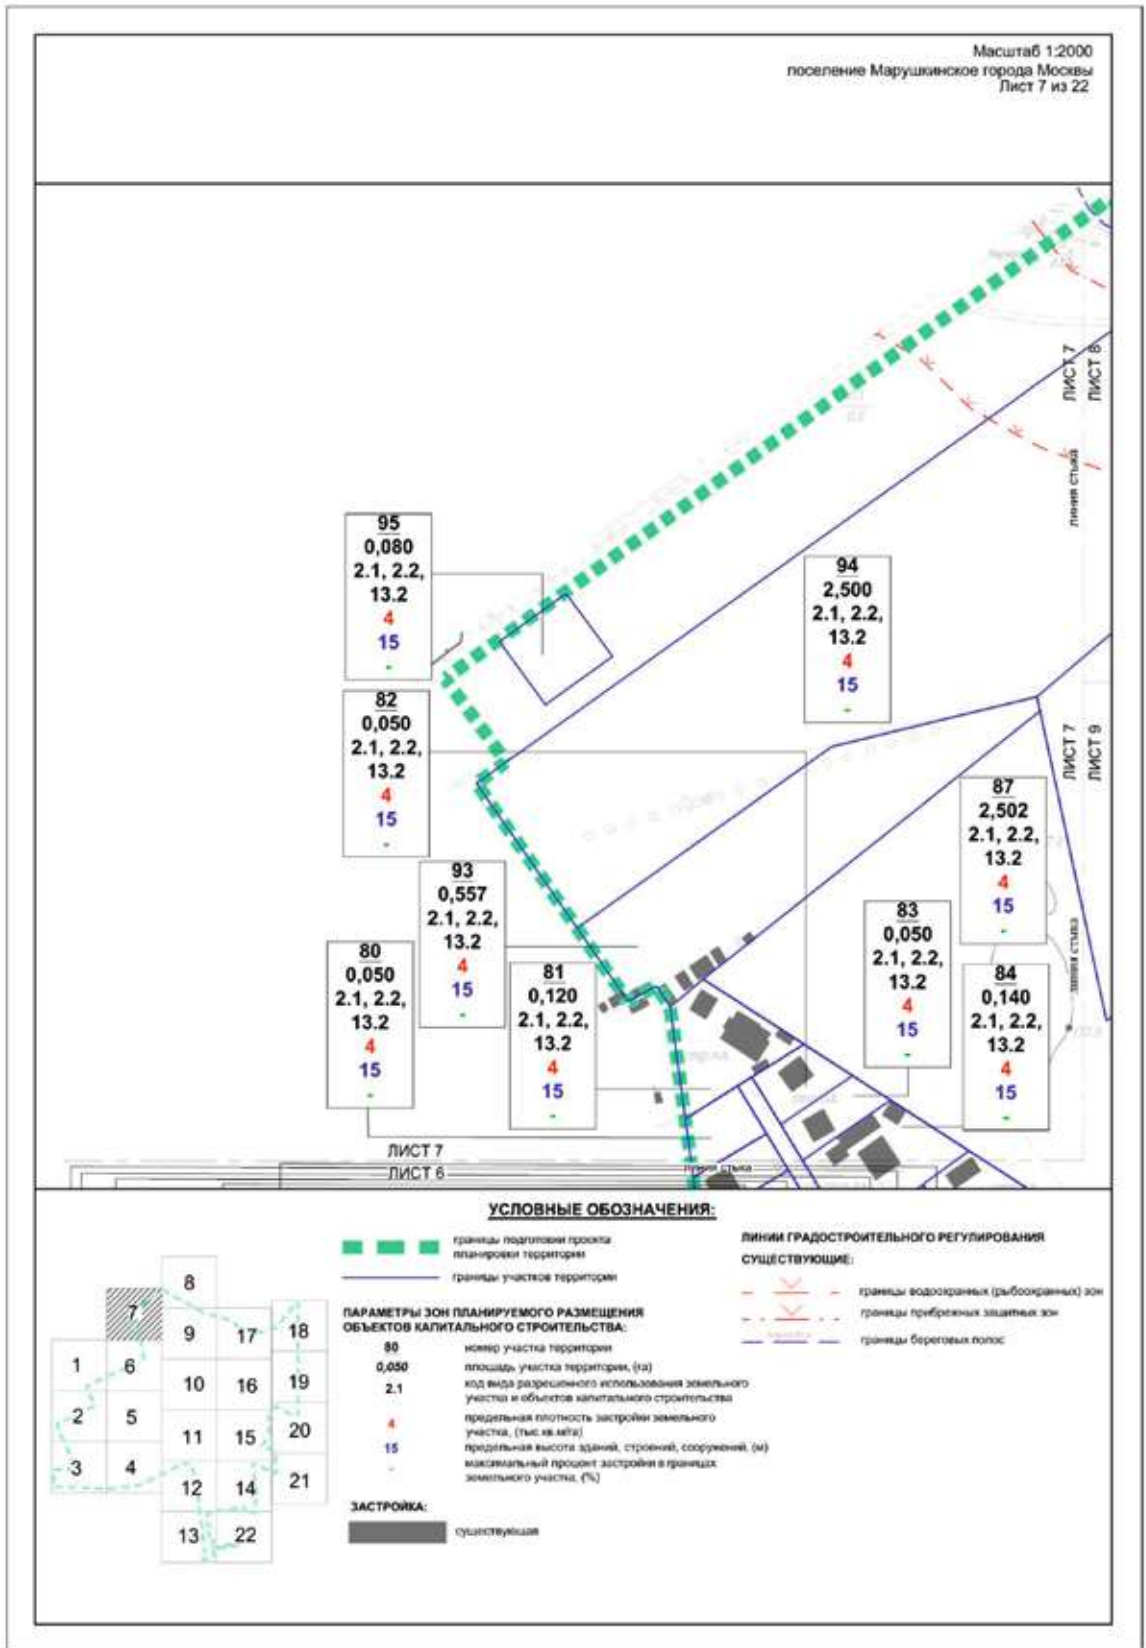 Масштаб 1:2000
поселение Марушкинское города Москвы
Лист 7 из 22
ЛИСТ 7
ЛИСТ 8
линия стыка
95
0,080
2.1, 2.2,
13.2
4
15
-
94
2,500
2.1, 2.2,
13.2
4
15
-
82
0,050
2.1, 2.2,
13.2
4
15
-
ЛИСТ 7
ЛИСТ 9
87
2,502
2.1, 2.2,
13.2
4
15
-
93
0,557
2.1, 2.2,
13.2
4
15
-
83
0,050
2.1, 2.2,
13.2
4
15
-
линия стыка
80
0,050
2.1, 2.2,
13.2
4
15
-
81
0,120
2.1, 2.2,
13.2
4
15
-
84
0,140
2.1, 2.2,
13.2
4
15
-
ЛИСТ 7
линия стыка
ЛИСТ 6
УСЛОВНЫЕ ОБОЗНАЧЕНИЯ:
границы подготовки проекта
планировки территории
границы участков территории
ПАРАМЕТРЫ ЗОН ПЛАНИРУЕМОГО РАЗМЕЩЕНИЯ
ОБЪЕКТОВ КАПИТАЛЬНОГО СТРОИТЕЛЬСТВА:
80 номер участка территории
0,050 площадь участка территории, (га)
2.1 код вида разрешенного использования земельного
участка и объектов капитального строительства
4 предельная плотность застройки земельного
участка, (тыс.кв.м/га)
15 предельная высота зданий, строений, сооружений, (м)
- максимальный процент застройки в границах
земельного участка, (%)
ЗАСТРОЙКА:
существующая
ЛИНИИ ГРАДОСТРОИТЕЛЬНОГО РЕГУЛИРОВАНИЯ
СУЩЕСТВУЮЩИЕ:
границы водоохранных (рыбоохранных) зон
границы прибрежных защитных зон
границы береговых полос
8
7
9 17 18
1 6
10 16 19
2 5
11 15 20
3 4
12 14 21
13 22